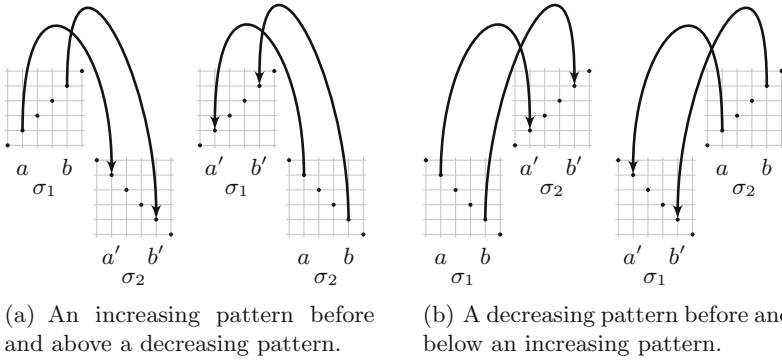 a b a′ b′
σ1 σ1
a′ b′ a b
σ2 σ2
a′ b′ a b
σ2 σ2
a b a′ b′
σ1 σ1
(a) An increasing pattern before
and above a decreasing pattern.
(b) A decreasing pattern before and
below an increasing pattern.